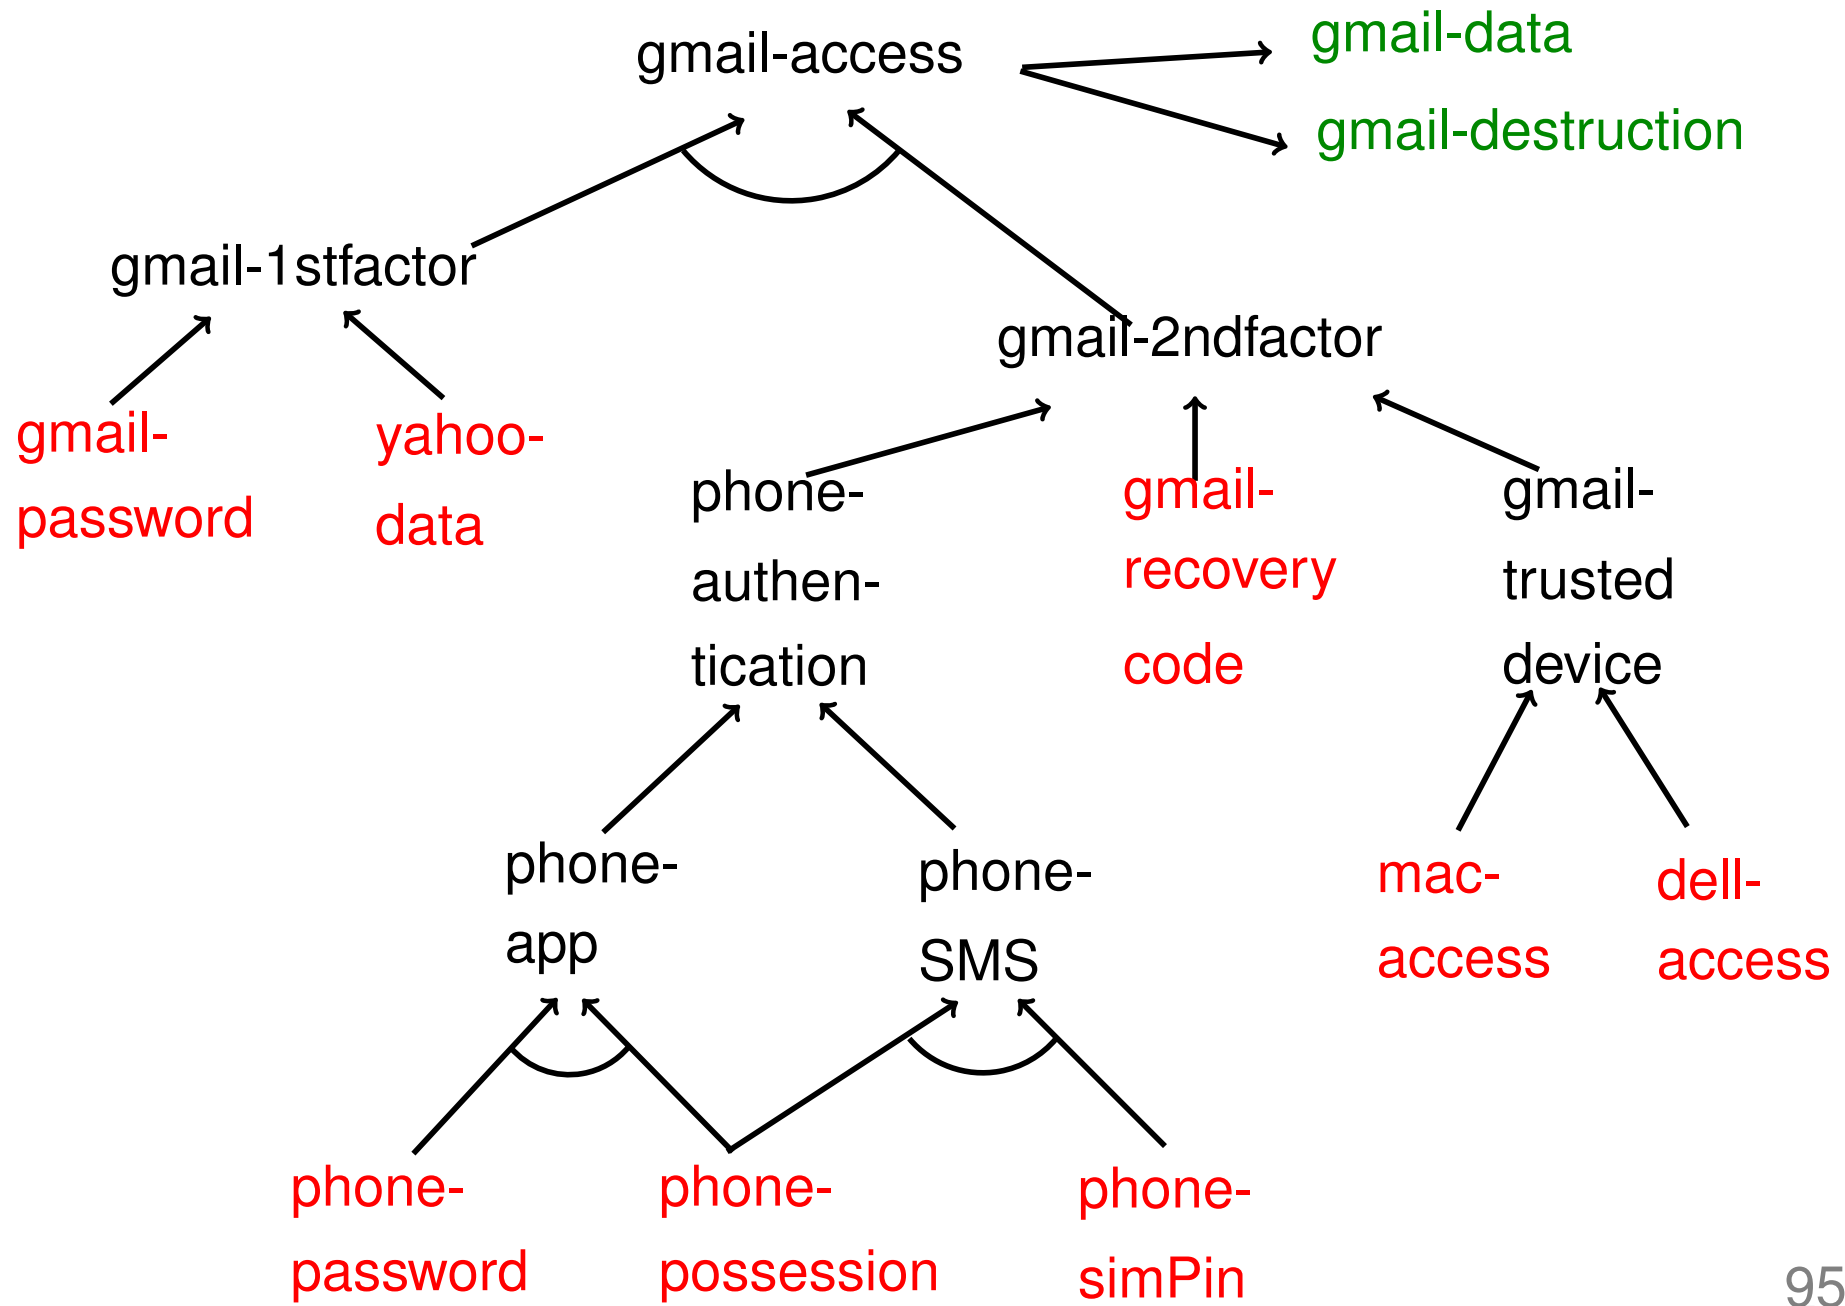 gmail-access
gmail-data
gmail-destruction
gmail-1stfactor
gmail-2ndfactor
gmail-
password
yahoo-
data
phone-
authen-
tication
gmail-
recovery
code
gmail-
trusted
device
phone-
app
phone-
SMS
mac-
access
dell-
access
phone-
password
phone-
possession
phone-
simPin
95